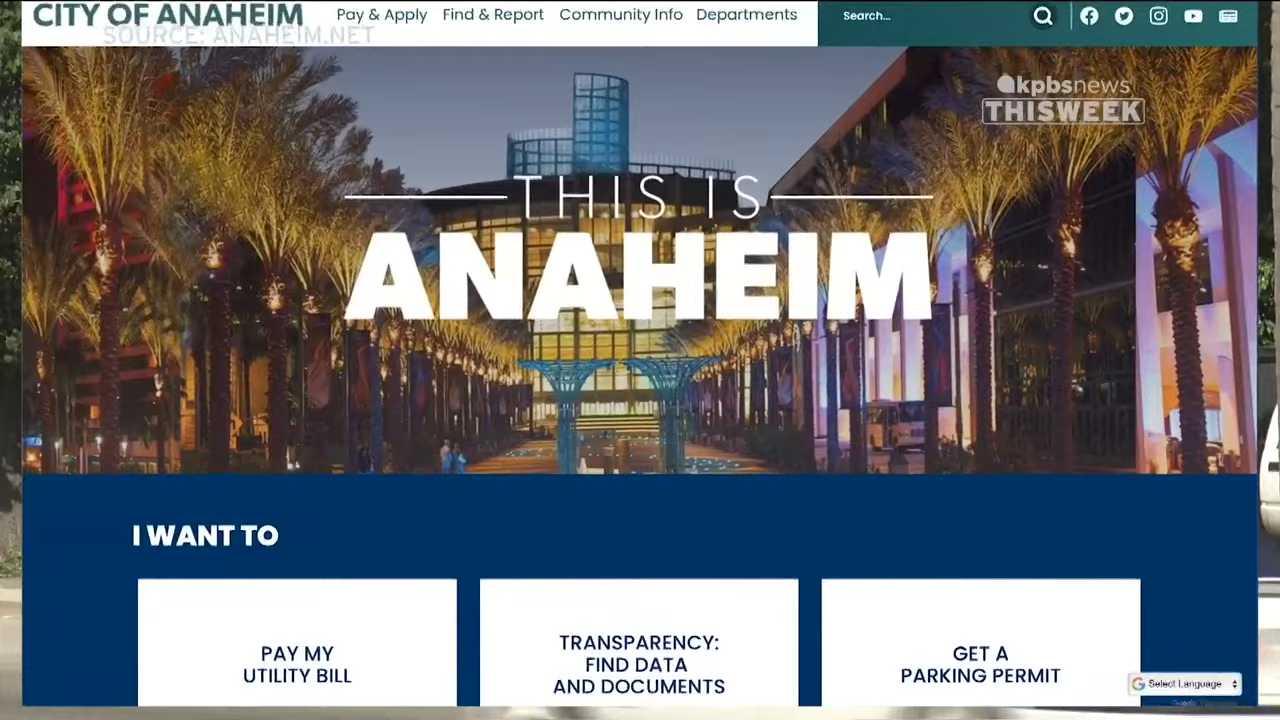 CITY OF ANAHEIM
Pay & Apply
Find & Report
Community Info
Departments
Search...
SOURCE: ANAHEIM.NET
kpbsnews
THISWEEK
THIS IS
ANAHEIM
I WANT TO
PAY MY
UTILITY BILL
TRANSPARENCY:
FIND DATA
AND DOCUMENTS
GET A
PARKING PERMIT
G Select Language